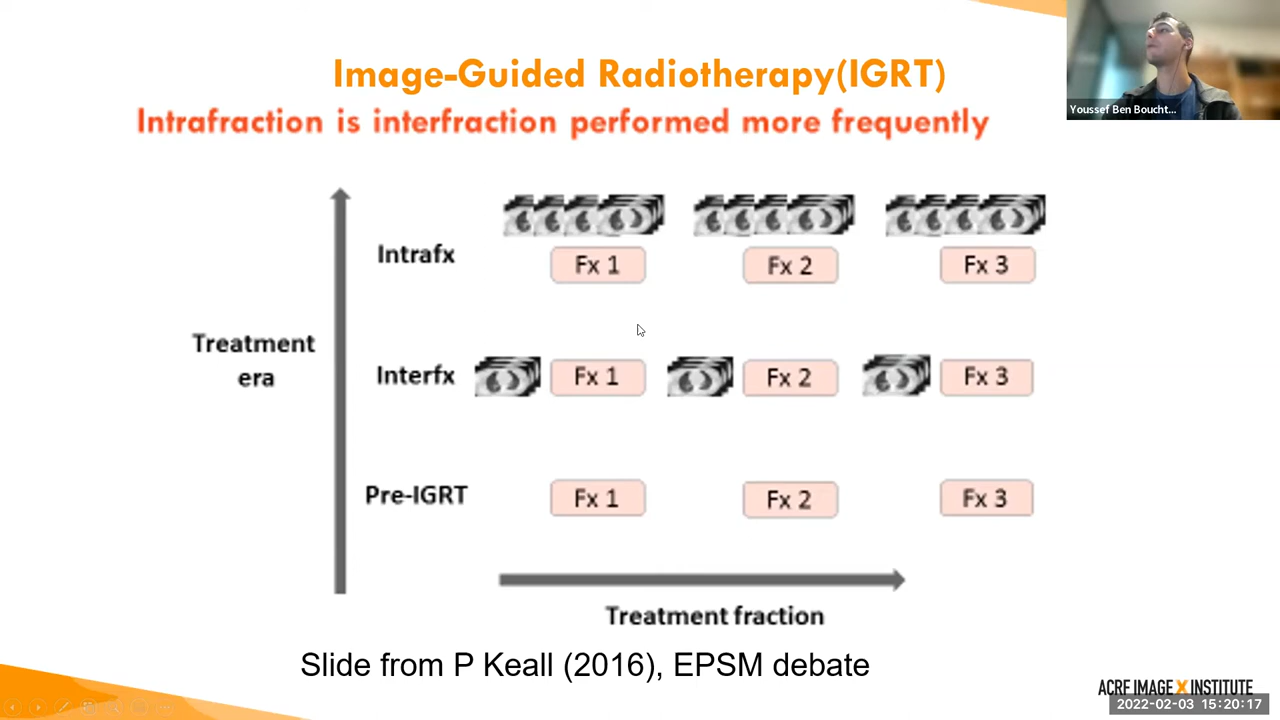 Image-Guided Radiotherapy(IGRT)
Intrafraction is interfraction performed more frequently
Youssef Ben Boucht...
Intrafx
Fx 1
Fx 2
Fx 3
Treatment
era
Interfx
Fx 1
Fx 2
Fx 3
Pre-IGRT
Fx 1
Fx 2
Fx 3
Treatment fraction
Slide from P Keall (2016), EPSM debate
ACRF IMAGE X INSTITUTE
2022-02-03 15:20:17